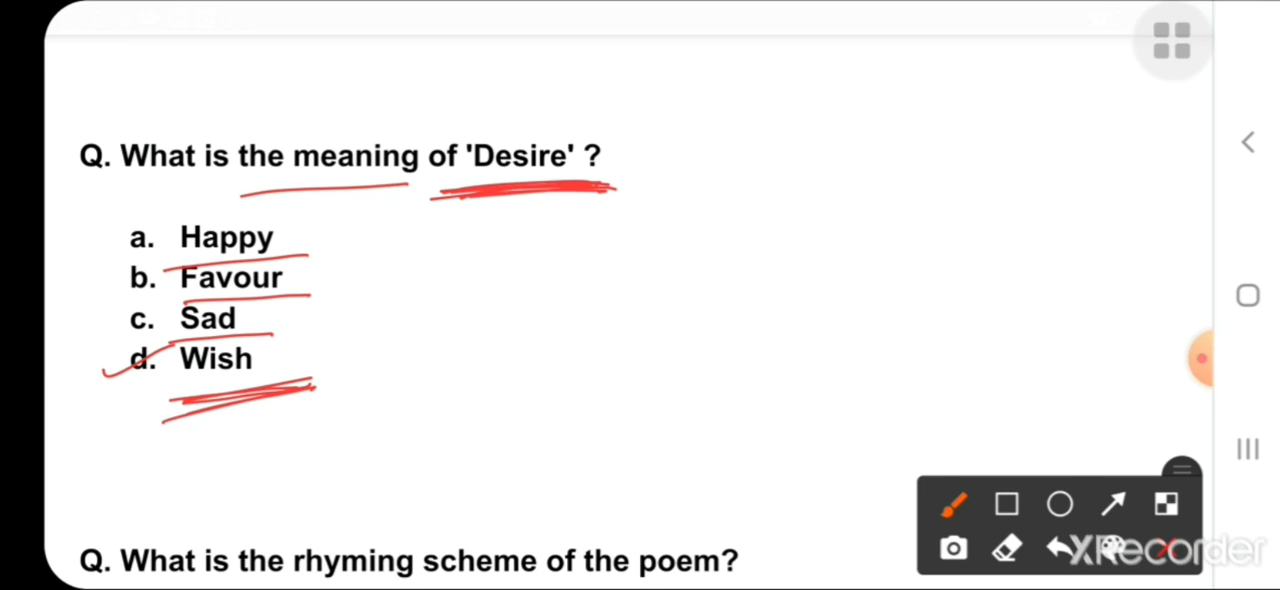 Q. What is the meaning of 'Desire' ?
a. Happy
b. Favour
c. Sad
d. Wish
Q. What is the rhyming scheme of the poem?
XRecorder